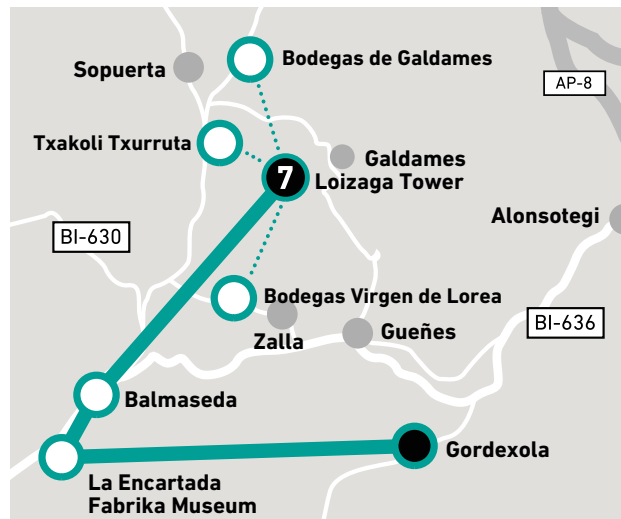 Bodegas de Galdames
Sopuerta
AP-8
Txakoli Txurruta
Galdames
7
Loizaga Tower
Alonsotegi
BI-630
Bodegas Virgen de Lorea
BI-636
Gueñes
Zalla
Balmaseda
Gordexola
La Encartada
Fabrika Museum